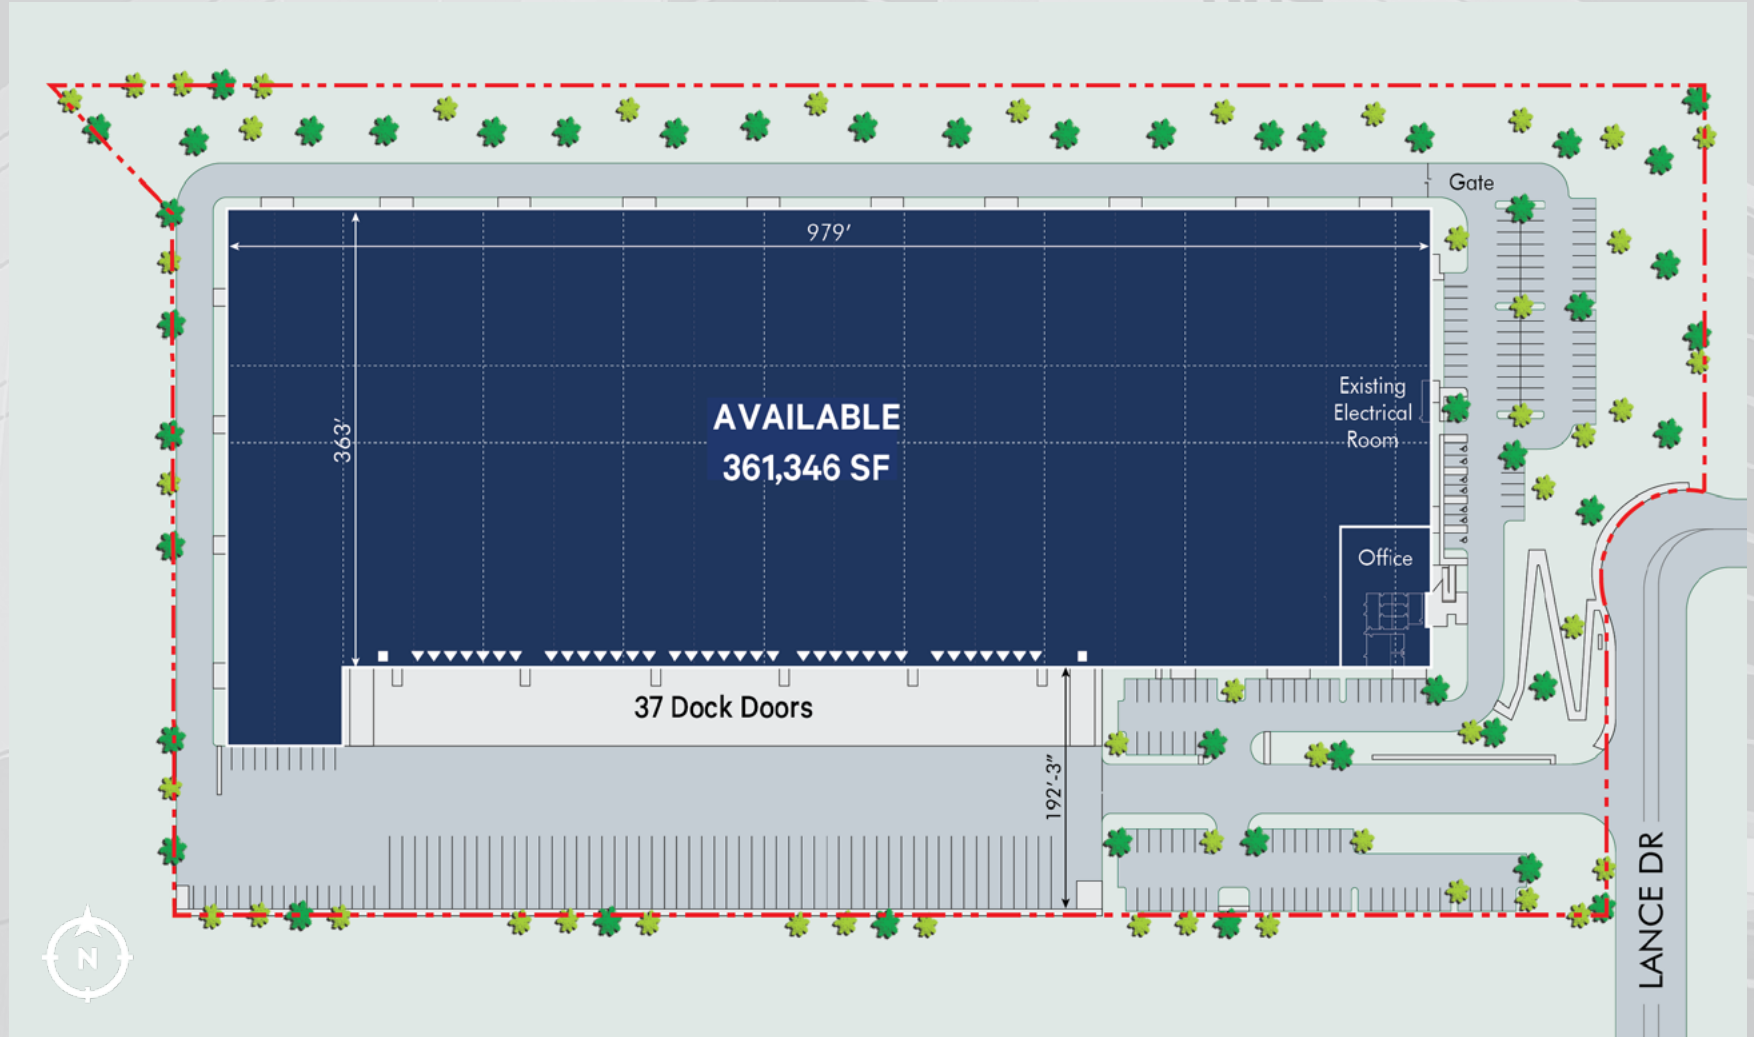 Gate
979'
363'
Existing
Electrical
Room
AVAILABLE
361,346 SF
Office
37 Dock Doors
192'-3"
LANCE DR
N